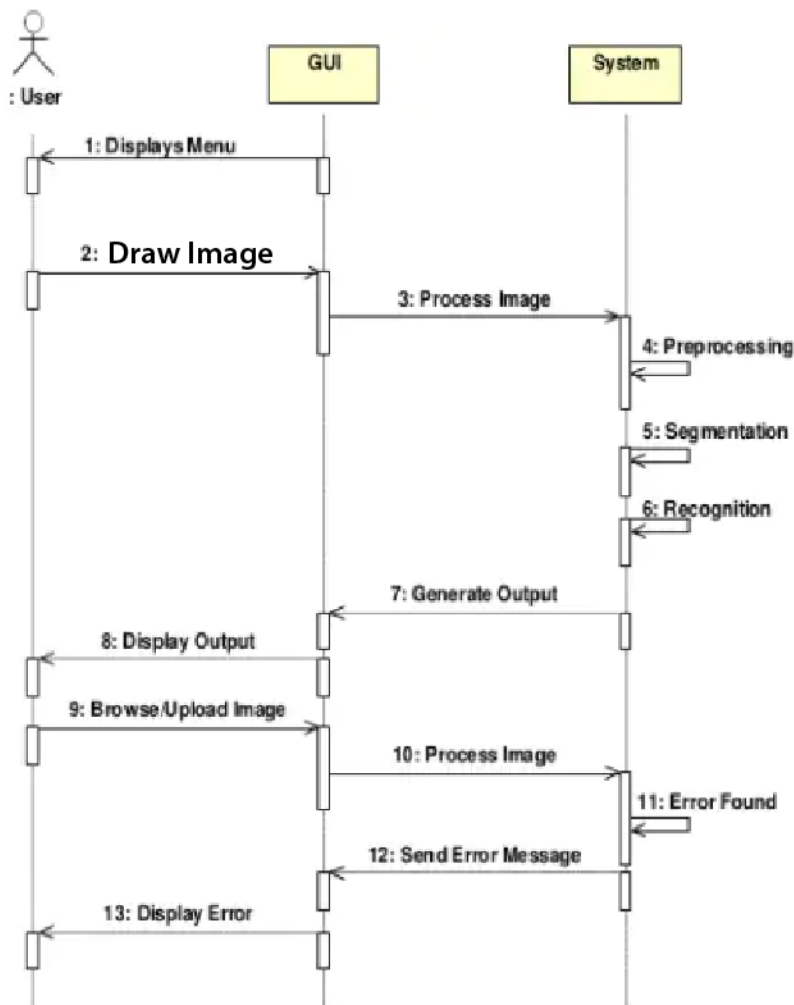 GUI
System
: User
1: Displays Menu
2: Draw Image
3: Process Image
4: Preprocessing
5: Segmentation
6: Recognition
7: Generate Output
8: Display Output
9: Browse/Upload Image
10: Process Image
11: Error Found
12: Send Error Message
13: Display Error